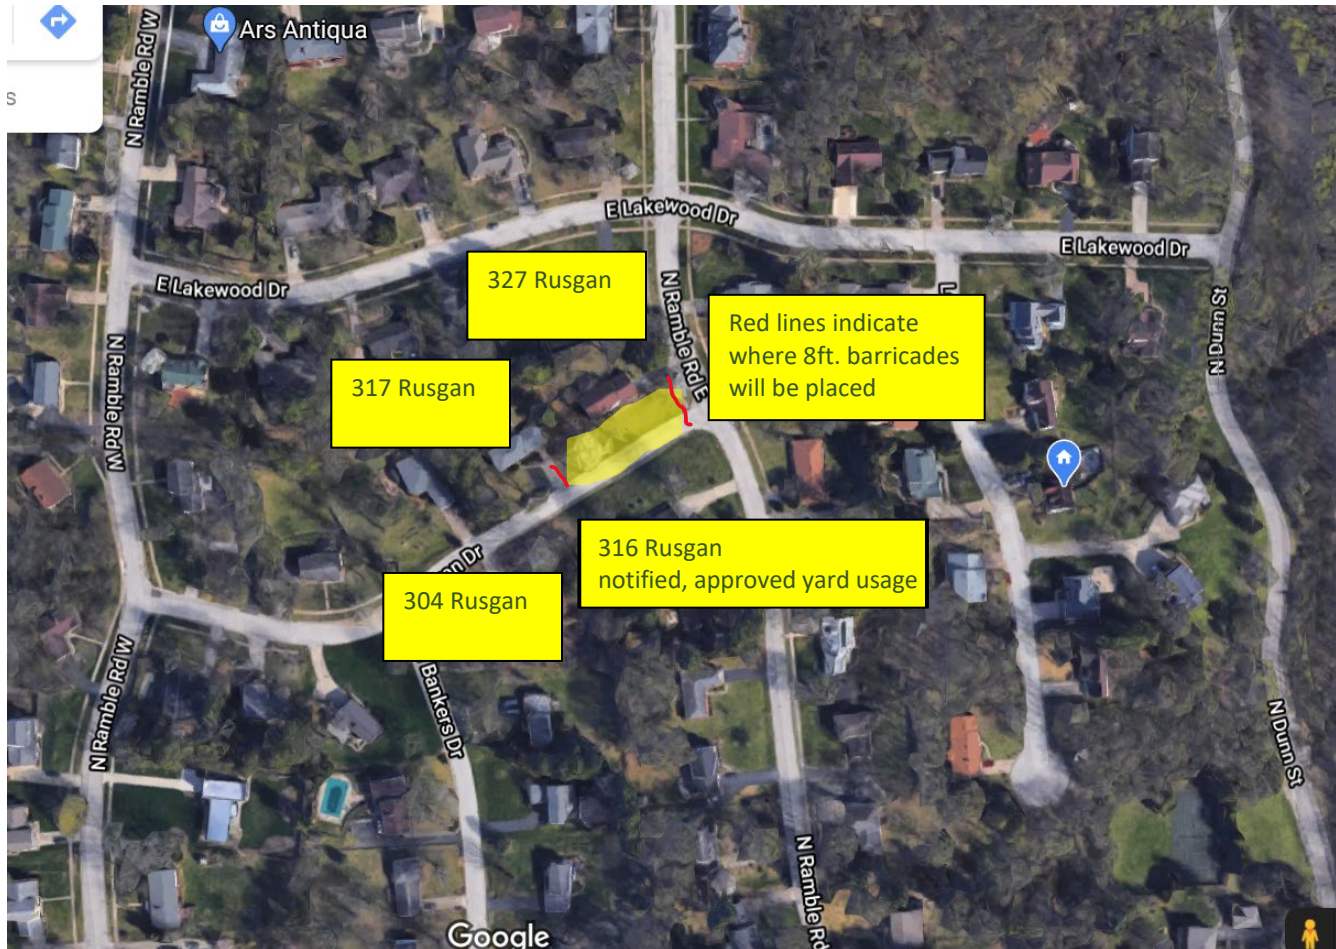 s
Ars Antiqua
N Ramble Rd W
E Lakewood Dr
E Lakewood Dr
E Lakewood Dr
N Ramble Rd E
N Dunn St
327 Rusgan
Red lines indicate
where 8ft. barricades
will be placed
N Ramble Rd W
317 Rusgan
L
316 Rusgan
notified, approved yard usage
an Dr
304 Rusgan
N Ramble Rd W
Bankers Dr
N Dunn St
N Ramble Rd
Google